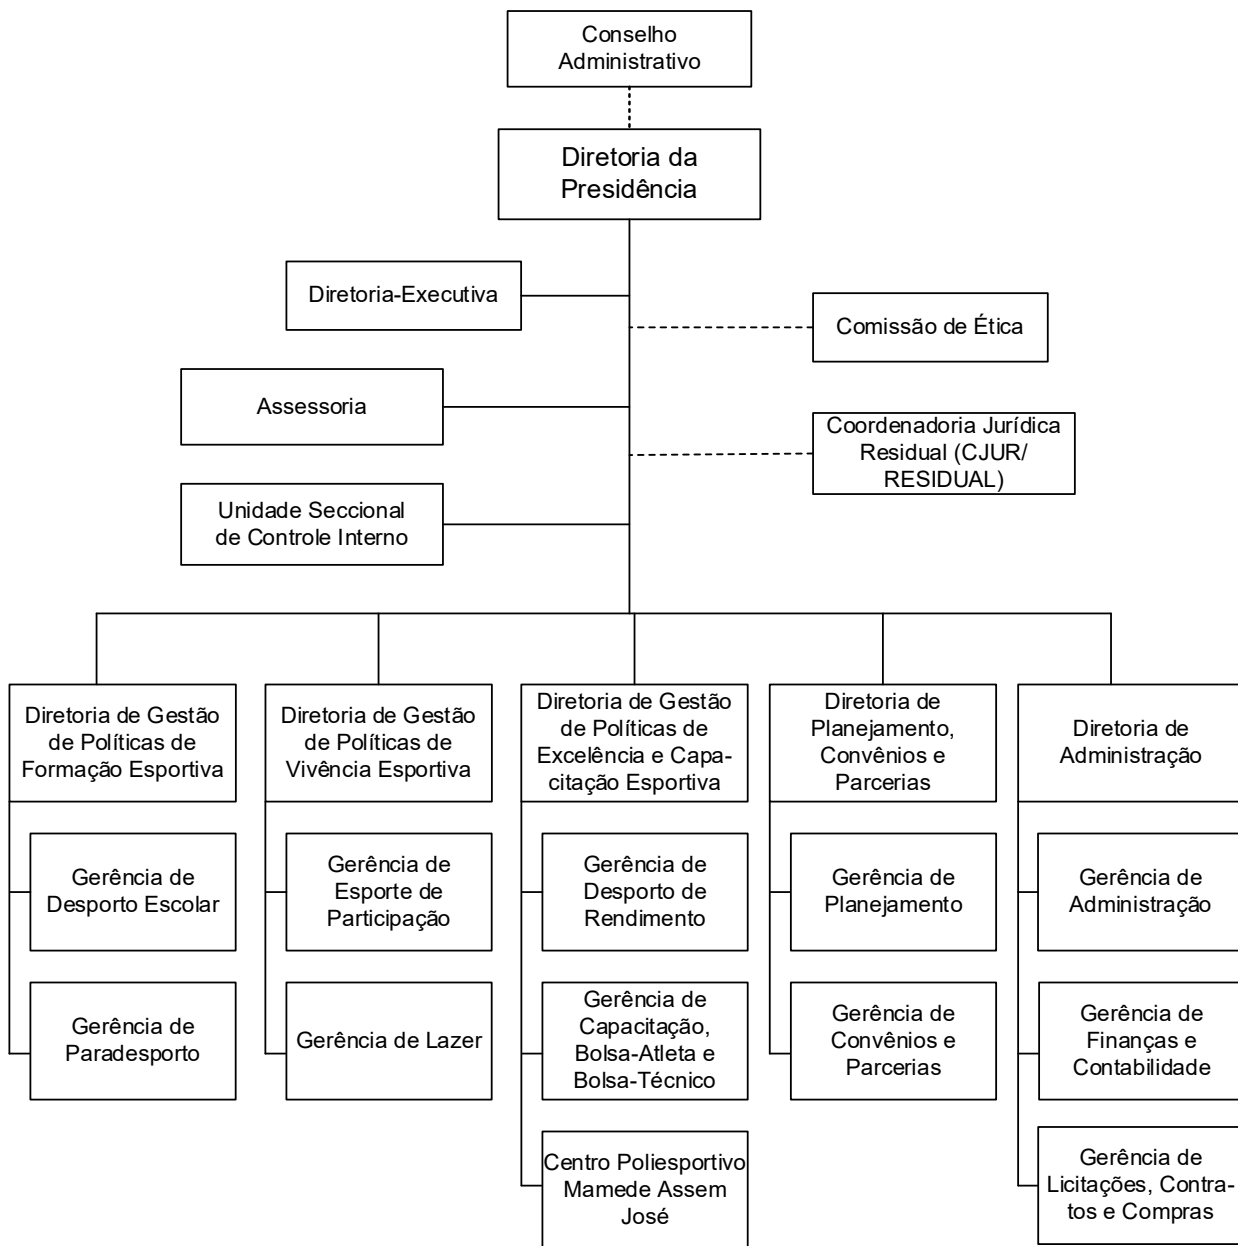 Conselho
Administrativo
Diretoria da
Presidência
Diretoria-Executiva
Comissão de Ética
Assessoria
Coordenadoria Jurídica
Residual (CJUR/
RESIDUAL)
Unidade Seccional
de Controle Interno
Diretoria de Gestão
de Políticas de
Formação Esportiva
Diretoria de Gestão
de Políticas de
Vivência Esportiva
Diretoria de Gestão
de Políticas de
Excelência e Capa-
citação Esportiva
Diretoria de
Planejamento,
Convênios e
Parcerias
Diretoria de
Administração
Gerência de
Desporto Escolar
Gerência de
Esporte de
Participação
Gerência de
Desporto de
Rendimento
Gerência de
Planejamento
Gerência de
Administração
Gerência de
Paradesporto
Gerência de Lazer
Gerência de
Capacitação,
Bolsa-Atleta e
Bolsa-Técnico
Gerência de
Convênios e
Parcerias
Gerência de
Finanças e
Contabilidade
Centro Poliesportivo
Mamede Assem
José
Gerência de
Licitações, Contra-
tos e Compras